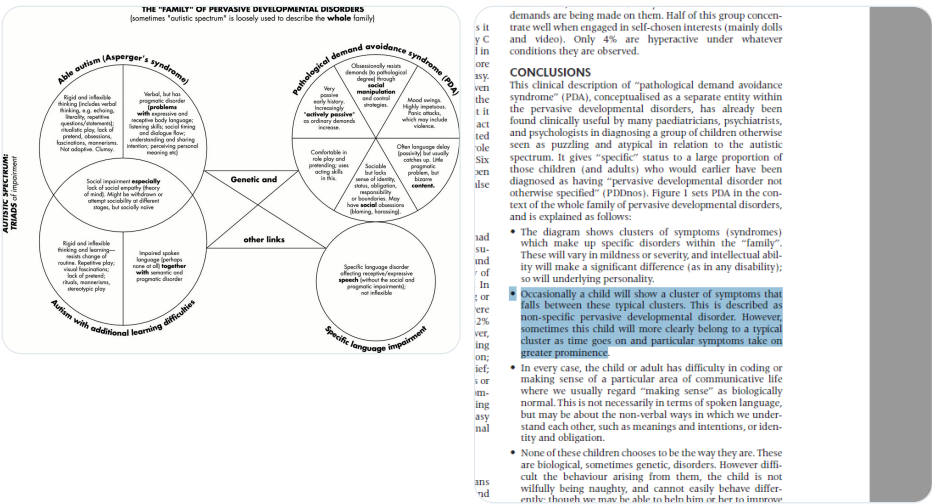 THE "FAMILY" OF PERVASIVE DEVELOPMENTAL DISORDERS
(sometimes "autistic spectrum" is loosely used to describe the whole family)
AUTISTIC SPECTRUM:
TRIADS of impairment
Able autism (Asperger's syndrome)
Rigid and inflexible
thinking (includes verbal
thinking, e.g. echoing,
literality, repetitive
questions/statements);
ritualistic play, lack of
pretend, obsessions,
fascinations, mannerisms.
Not adaptive. Clumsy.
Verbal, but has
pragmatic disorder
(problems
with expressive and
receptive body language;
listening skills; social timing
and dialogue flow;
understanding and sharing
intention; perceiving personal
meaning etc)
Social impairment especially
lack of social empathy (theory
of mind). Might be withdrawn or
attempt sociability at different
stages, but socially naive
Rigid and inflexible
thinking and learning—
resists change of
routine. Repetitive play;
visual fascinations;
lack of pretend;
rituals, mannerisms,
stereotypic play
Impaired spoken
language (perhaps
none at all) together
with semantic and
pragmatic disorder
Autism with additional learning difficulties
Genetic and
other links
Pathological demand avoidance syndrome (PDA)
Obsessionally resists
demands (to pathological
degree) through
social
manipulation
and control
strategies.
Very
passive
early history.
Increasingly
"actively passive"
as ordinary demands
increase.
Mood swings.
Highly impetuous.
Panic attacks,
which may include
violence.
Comfortable in
role play and
pretending; uses
acting skills
in this.
Sociable
but lacks
sense of identity,
status, obligation,
responsibility
or boundaries. May
have social obsessions
(blaming, harassing).
Often language delay
(passivity) but usually
catches up. Little
pragmatic
problem, but
bizarre
content.
Specific language disorder
affecting receptive/expressive
speech (without the social and
pragmatic impairments);
not inflexible
Specific language impairment
demands are being made on them. Half of this group concen-
trate well when engaged in self-chosen interests (mainly dolls
and video). Only 4% are hyperactive under whatever
conditions they are observed.
CONCLUSIONS
This clinical description of "pathological demand avoidance
syndrome" (PDA), conceptualised as a separate entity within
the pervasive developmental disorders, has already been
found clinically useful by many paediatricians, psychiatrists,
and psychologists in diagnosing a group of children otherwise
seen as puzzling and atypical in relation to the autistic
spectrum. It gives "specific" status to a large proportion of
those children (and adults) who would earlier have been
diagnosed as having "pervasive developmental disorder not
otherwise specified" (PDDnos). Figure 1 sets PDA in the con-
text of the whole family of pervasive developmental disorders,
and is explained as follows:
• The diagram shows clusters of symptoms (syndromes)
which make up specific disorders within the "family".
These will vary in mildness or severity, and intellectual abil-
ity will make a significant difference (as in any disability);
so will underlying personality.
• Occasionally a child will show a cluster of symptoms that
falls between these typical clusters. This is described as
non-specific pervasive developmental disorder. However,
sometimes this child will more clearly belong to a typical
cluster as time goes on and particular symptoms take on
greater prominence.
• In every case, the child or adult has difficulty in coding or
making sense of a particular area of communicative life
where we usually regard "making sense" as biologically
normal. This is not necessarily in terms of spoken language,
but may be about the non-verbal ways in which we under-
stand each other, such as meanings and intentions, or iden-
tity and obligation.
• None of these children chooses to be the way they are. These
are biological, sometimes genetic, disorders. However diffi-
cult the behaviour arising from them, the child is not
wilfully being naughty, and cannot easily behave differ-
ently; though we may be able to help him or her to improve